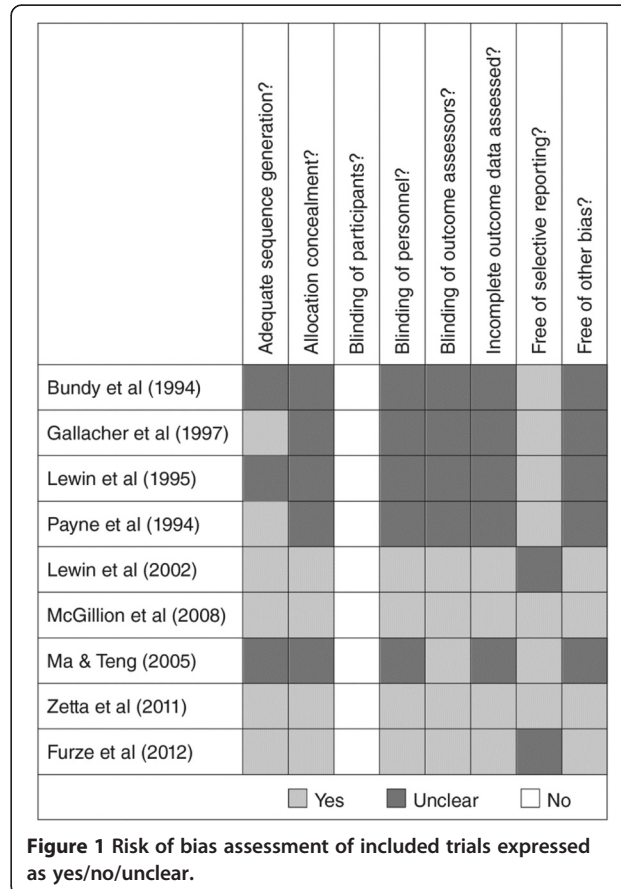 Adequate sequence generation?
Allocation concealment?
Blinding of participants?
Blinding of personnel?
Blinding of outcome assessors?
Incomplete outcome data assessed?
Free of selective reporting?
Free of other bias?
Bundy et al (1994)
Gallacher et al (1997)
Lewin et al (1995)
Payne et al (1994)
Lewin et al (2002)
McGillion et al (2008)
Ma & Teng (2005)
Zetta et al (2011)
Furze et al (2012)
Yes Unclear No
Figure 1 Risk of bias assessment of included trials expressed
as yes/no/unclear.